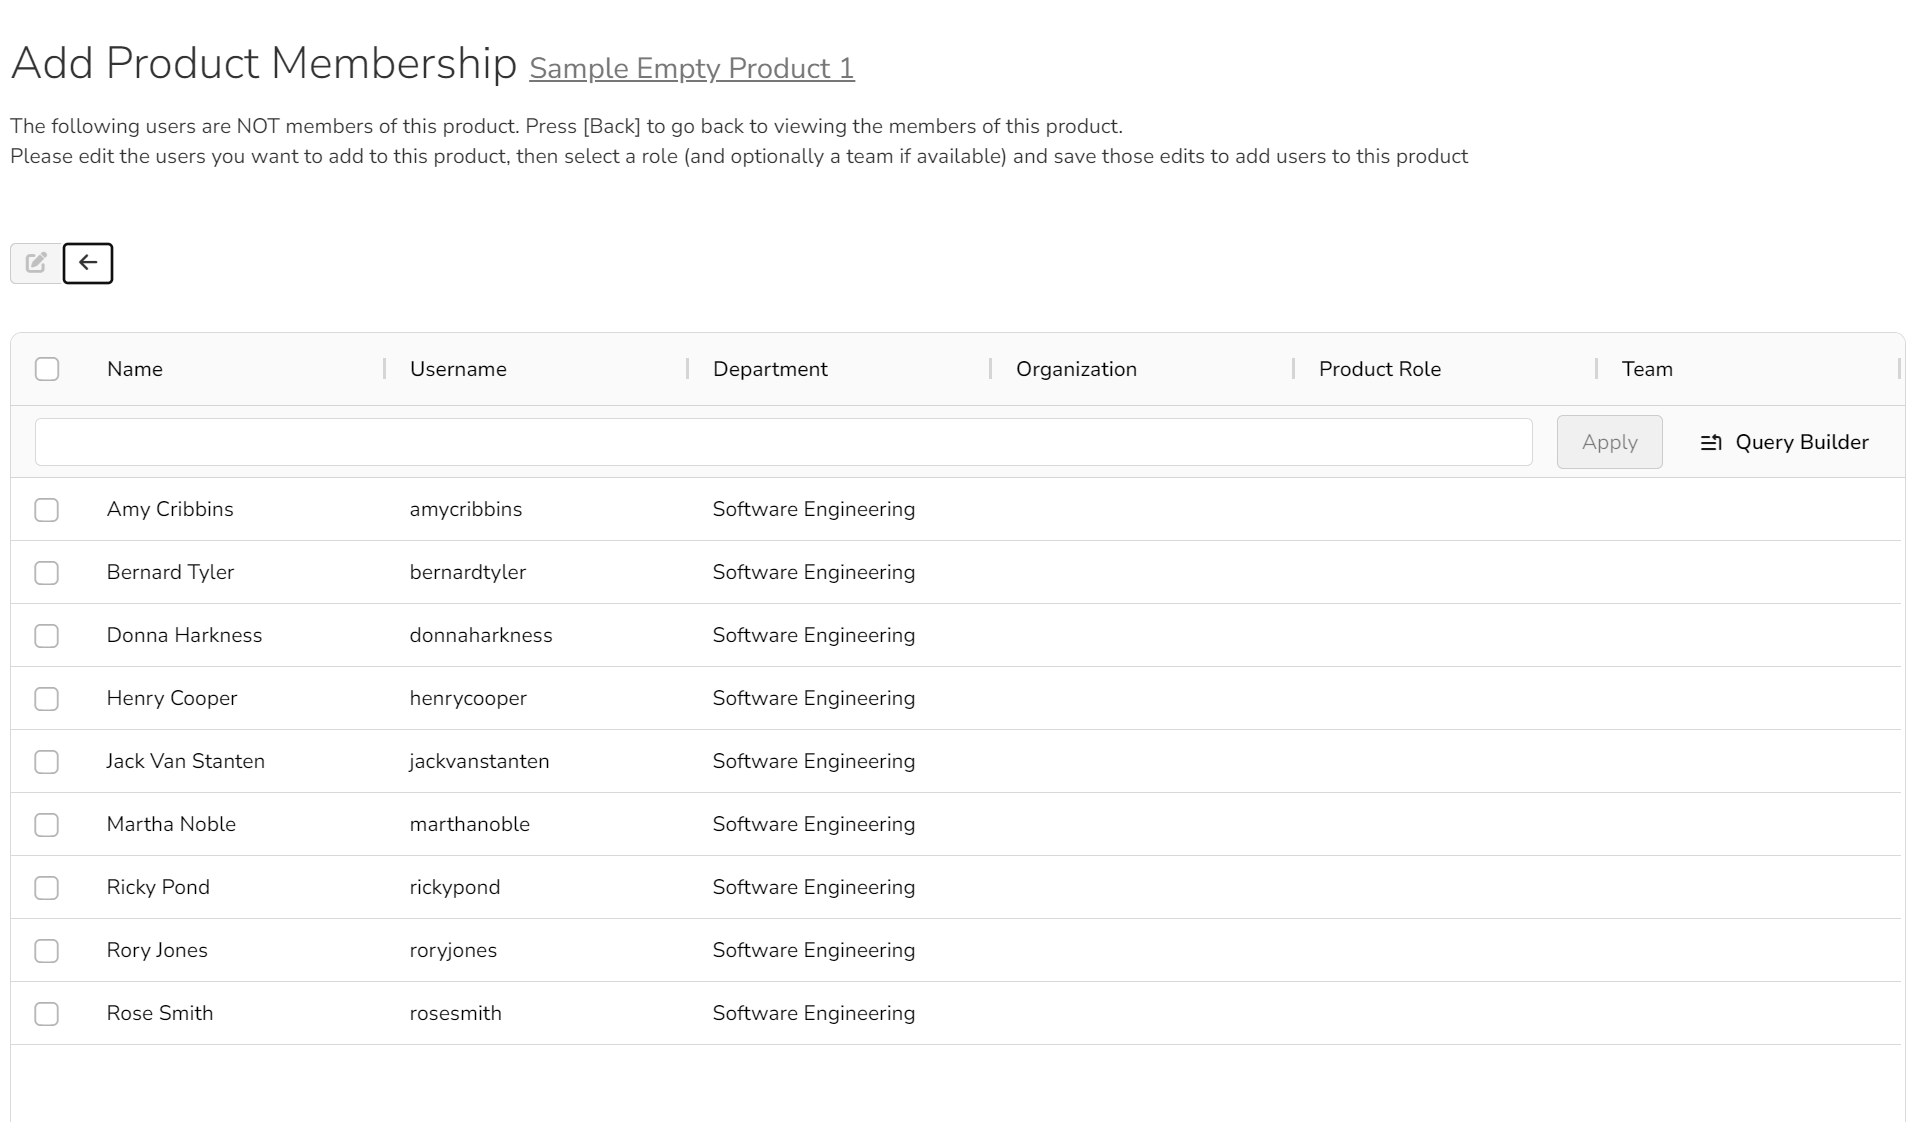 Add Product Membership Sample Empty Product 1
The following users are NOT members of this product. Press [Back] to go back to viewing the members of this product.
Please edit the users you want to add to this product, then select a role (and optionally a team if available) and save those edits to add users to this product
Name Username Department Organization Product Role Team
Apply Query Builder
Amy Cribbins amycribbins Software Engineering
Bernard Tyler bernardtyler Software Engineering
Donna Harkness donnaharkness Software Engineering
Henry Cooper henrycooper Software Engineering
Jack Van Stanten jackvanstanten Software Engineering
Martha Noble marthanoble Software Engineering
Ricky Pond rickypond Software Engineering
Rory Jones roryjones Software Engineering
Rose Smith rosesmith Software Engineering